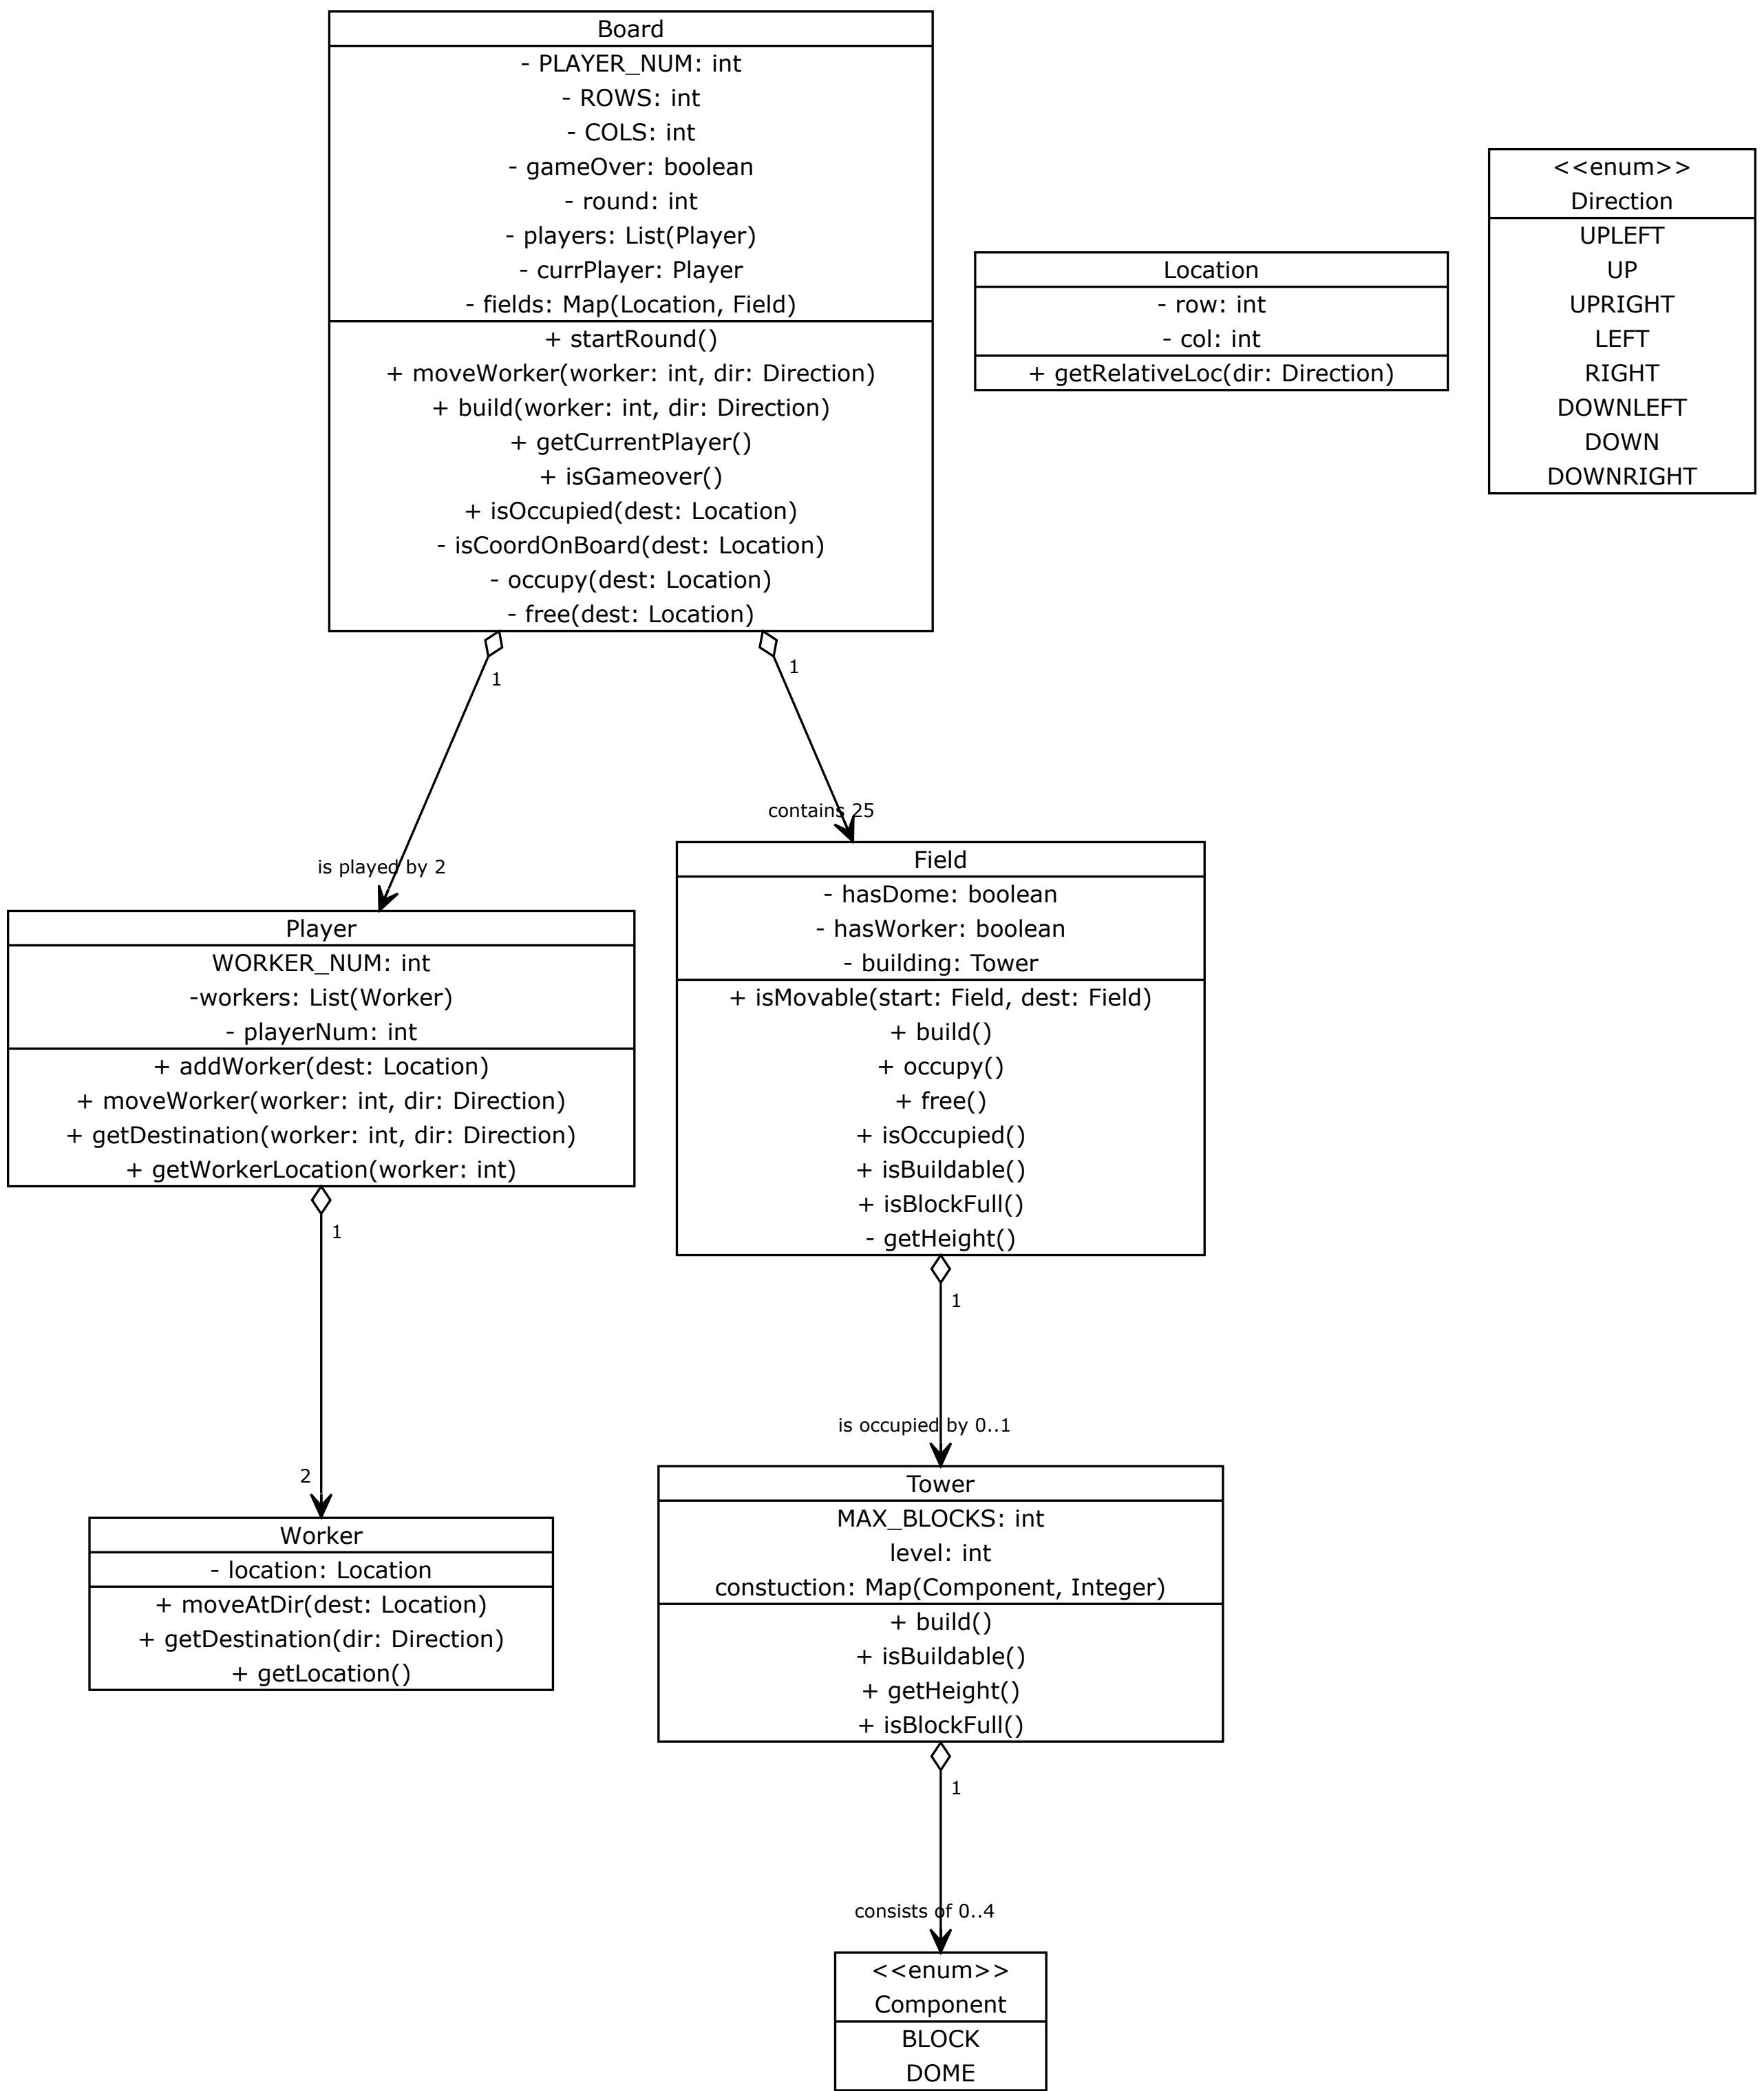 Board
- PLAYER_NUM: int
- ROWS: int
- COLS: int
- gameOver: boolean
- round: int
- players: List(Player)
- currPlayer: Player
- fields: Map(Location, Field)
+ startRound()
+ moveWorker(worker: int, dir: Direction)
+ build(worker: int, dir: Direction)
+ getCurrentPlayer()
+ isGameover()
+ isOccupied(dest: Location)
- isCoordOnBoard(dest: Location)
- occupy(dest: Location)
- free(dest: Location)
Location
- row: int
- col: int
+ getRelativeLoc(dir: Direction)
<<enum>>
Direction
UPLEFT
UP
UPRIGHT
LEFT
RIGHT
DOWNLEFT
DOWN
DOWNRIGHT
1
1
is played by 2
contains 25
Player
WORKER_NUM: int
-workers: List(Worker)
- playerNum: int
+ addWorker(dest: Location)
+ moveWorker(worker: int, dir: Direction)
+ getDestination(worker: int, dir: Direction)
+ getWorkerLocation(worker: int)
Field
- hasDome: boolean
- hasWorker: boolean
- building: Tower
+ isMovable(start: Field, dest: Field)
+ build()
+ occupy()
+ free()
+ isOccupied()
+ isBuildable()
+ isBlockFull()
- getHeight()
1
2
1
is occupied by 0..1
Worker
- location: Location
+ moveAtDir(dest: Location)
+ getDestination(dir: Direction)
+ getLocation()
Tower
MAX_BLOCKS: int
level: int
constuction: Map(Component, Integer)
+ build()
+ isBuildable()
+ getHeight()
+ isBlockFull()
1
consists of 0..4
<<enum>>
Component
BLOCK
DOME